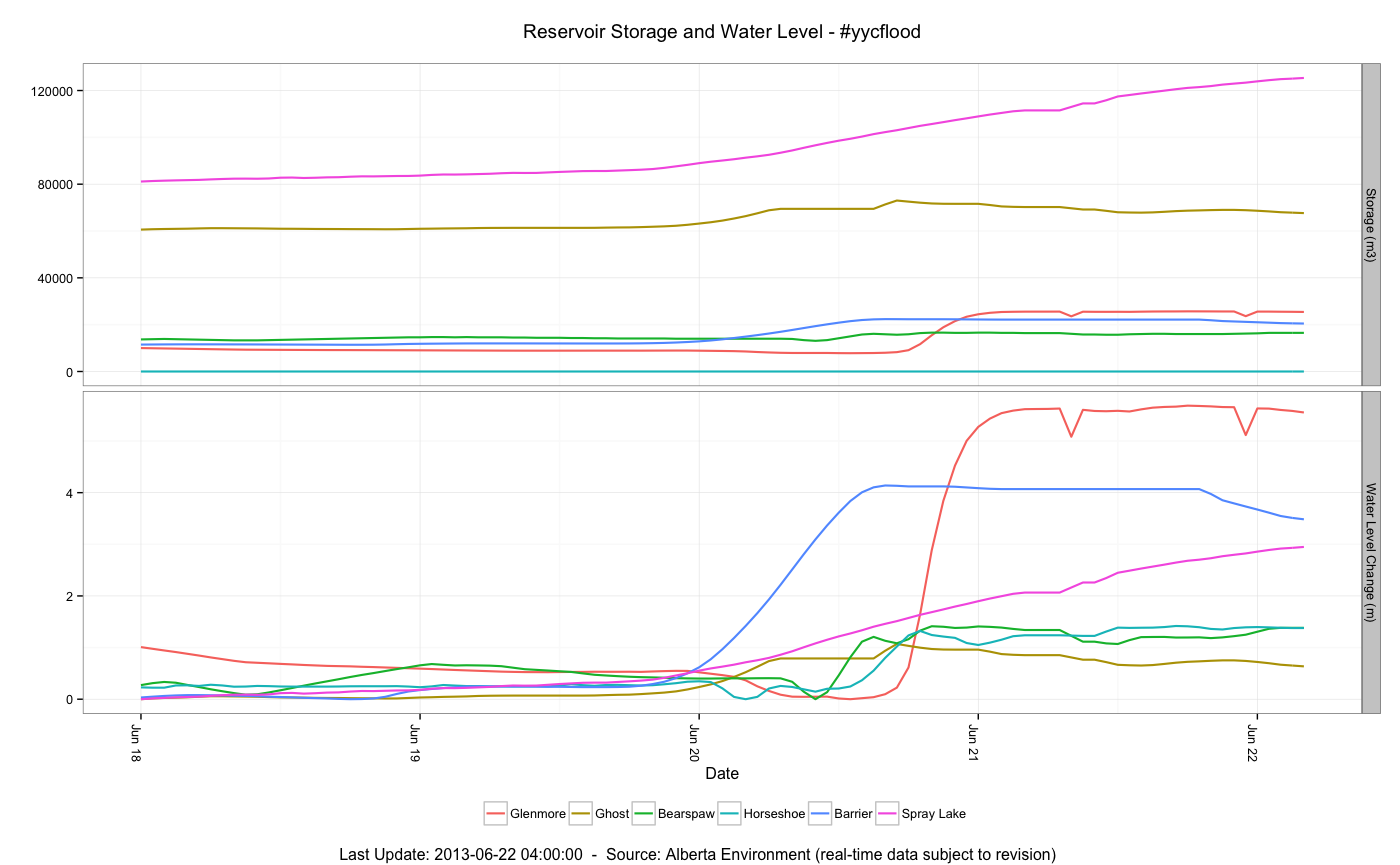 Reservoir Storage and Water Level - #yycflood
120000
80000
40000
0
Storage (m3)
4
2
0
Water Level Change (m)
Jun 18
Jun 19
Jun 20
Jun 21
Jun 22
Date
Glenmore Ghost Bearspaw Horseshoe Barrier Spray Lake
Last Update: 2013-06-22 04:00:00 - Source: Alberta Environment (real-time data subject to revision)